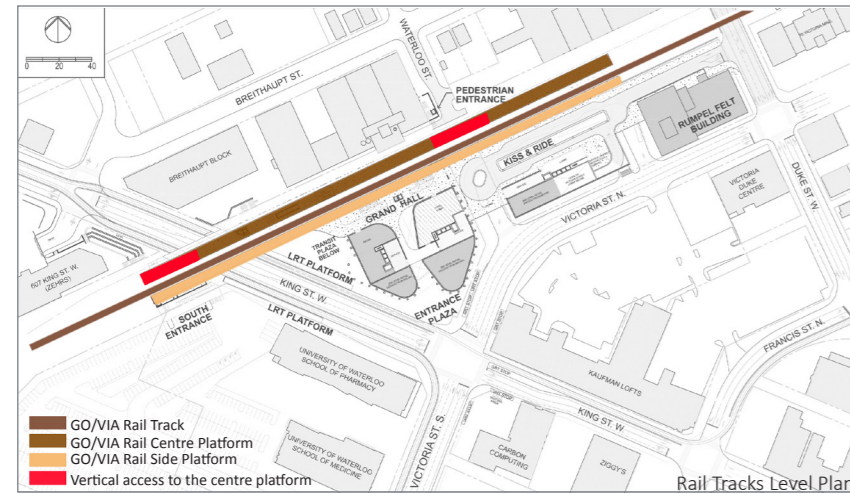 0 20 40
BREITHAUPT ST.
WATERLOO ST.
PEDESTRIAN
ENTRANCE
BREITHAUPT BLOCK
KISS & RIDE
RUMPEL FELT
BUILDING
GRAND HALL
TRANSIT
PLAZA
BELOW
VICTORIA ST. N.
VICTORIA
DUKE
CENTRE
DUKE ST. W.
607 KING ST. W.
(ZEHRS)
LRT PLATFORM
KING ST. W.
ENTRANCE
PLAZA
SOUTH
ENTRANCE
LRT PLATFORM
UNIVERSITY OF WATERLOO
SCHOOL OF PHARMACY
KAUFMAN LOFTS
FRANCIS ST. N.
UNIVERSITY OF WATERLOO
SCHOOL OF MEDICINE
VICTORIA ST. S.
KING ST. W.
CARBON
COMPUTING
ZIGGY'S
GO/VIA Rail Track
GO/VIA Rail Centre Platform
GO/VIA Rail Side Platform
Vertical access to the centre platform
Rail Tracks Level Plan